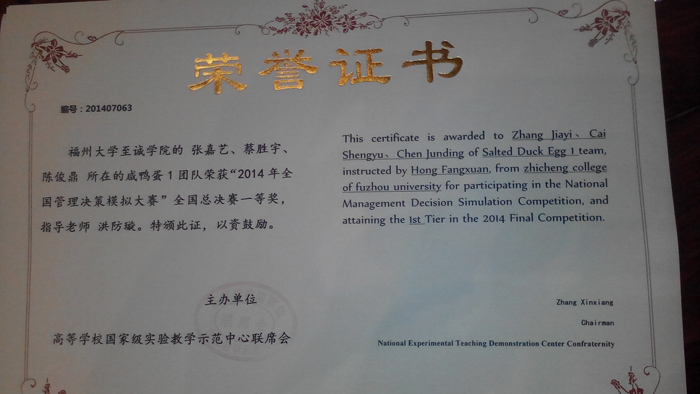 荣誉证书
编号：201407063
福州大学至诚学院的 张嘉艺、蔡胜宇、
陈俊鼎 所在的咸鸭蛋1团队荣获“2014年全
国管理决策模拟大赛” 全国总决赛一等奖，
指导老师 洪防璇。特颁此证，以资鼓励。
主办单位
高等学校国家级实验教学示范中心联席会
This certificate is awarded to Zhang Jiayi、Cai
Shengyu、Chen Junding of Salted Duck Egg 1 team,
instructed by Hong Fangxuan, from zhicheng college
of fuzhou university for participating in the National
Management Decision Simulation Competition, and
attaining the 1st Tier in the 2014 Final Competition.
Zhang Xinxiang
Chairman
National Experimental Teaching Demonstration Center Confraternity